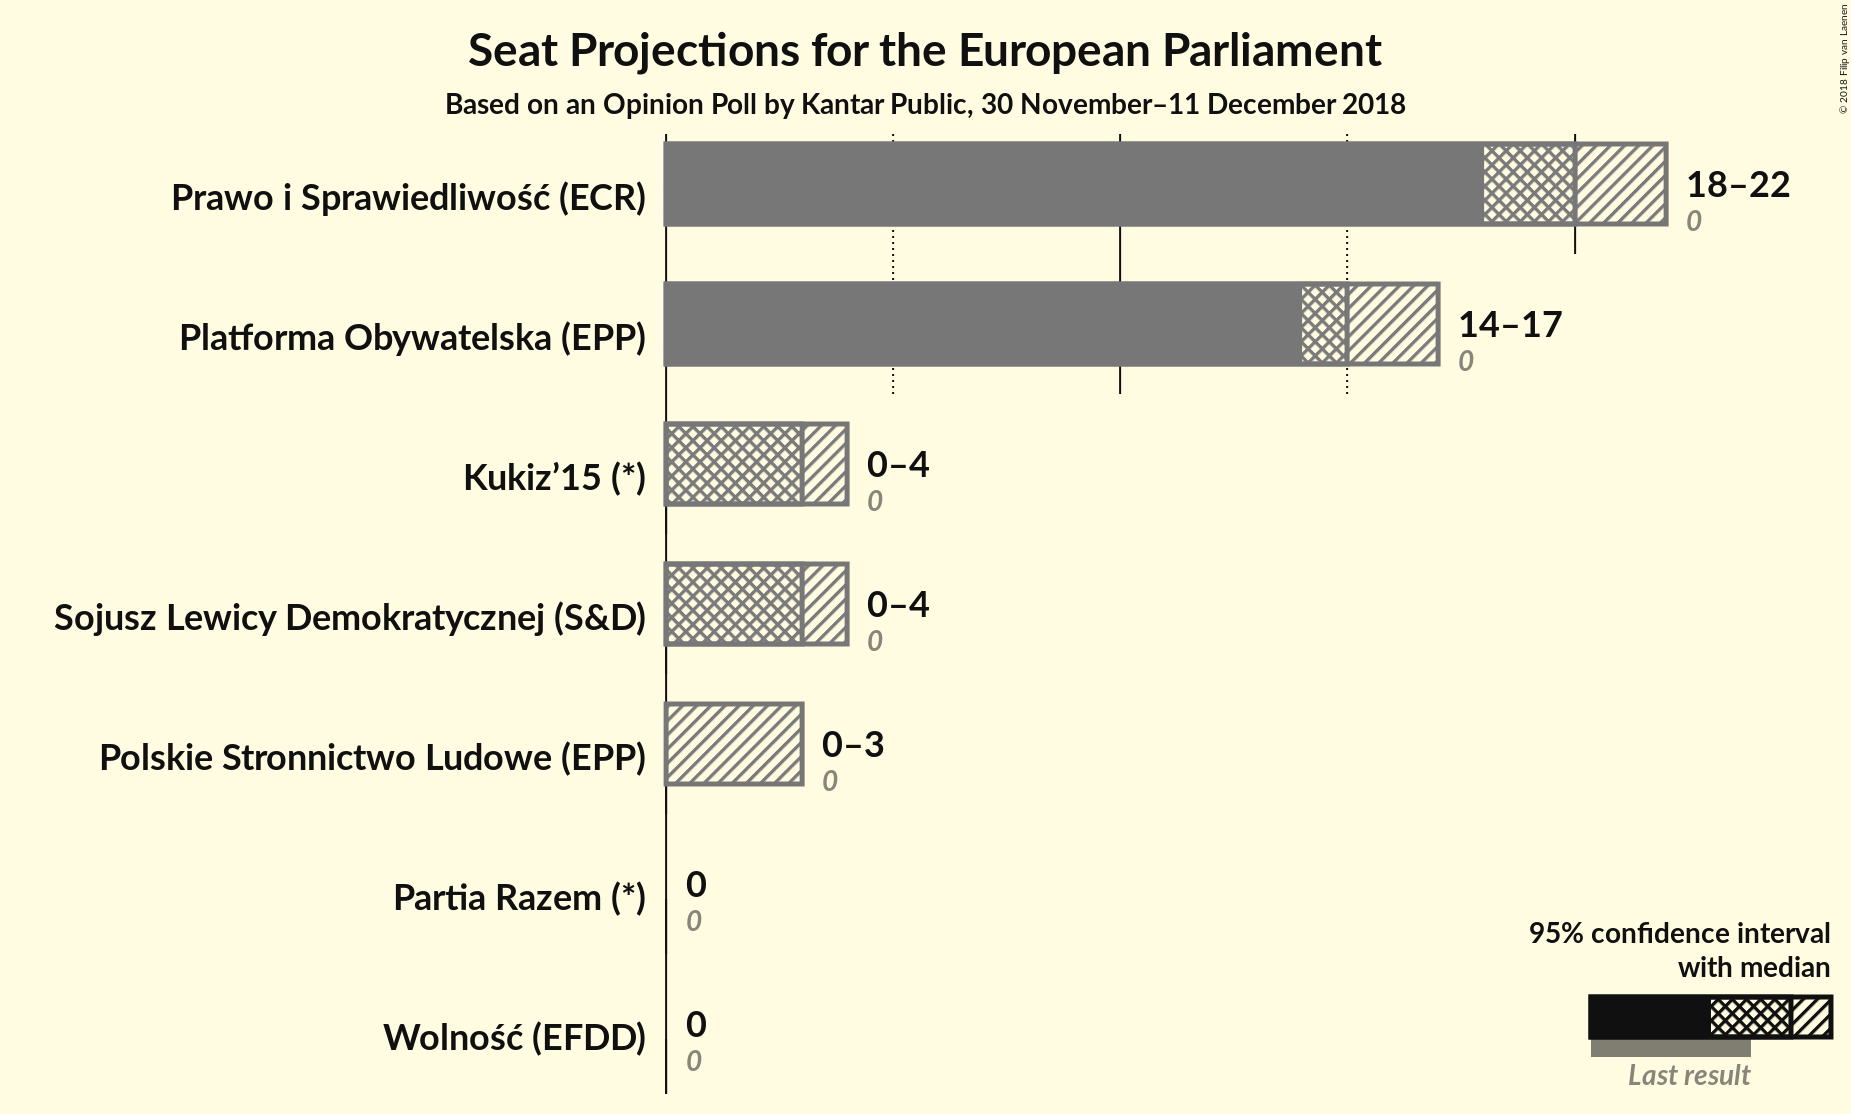 Seat Projections for the European Parliament
Based on an Opinion Poll by Kantar Public, 30 November–11 December 2018
© 2018 Filip van Laenen
Prawo i Sprawiedliwość (ECR)
18–22
0
Platforma Obywatelska (EPP)
14–17
0
Kukiz’15 (*)
0–4
0
Sojusz Lewicy Demokratycznej (S&D)
0–4
0
Polskie Stronnictwo Ludowe (EPP)
0–3
0
Partia Razem (*)
0
0
Wolność (EFDD)
0
0
95% confidence interval
with median
Last result